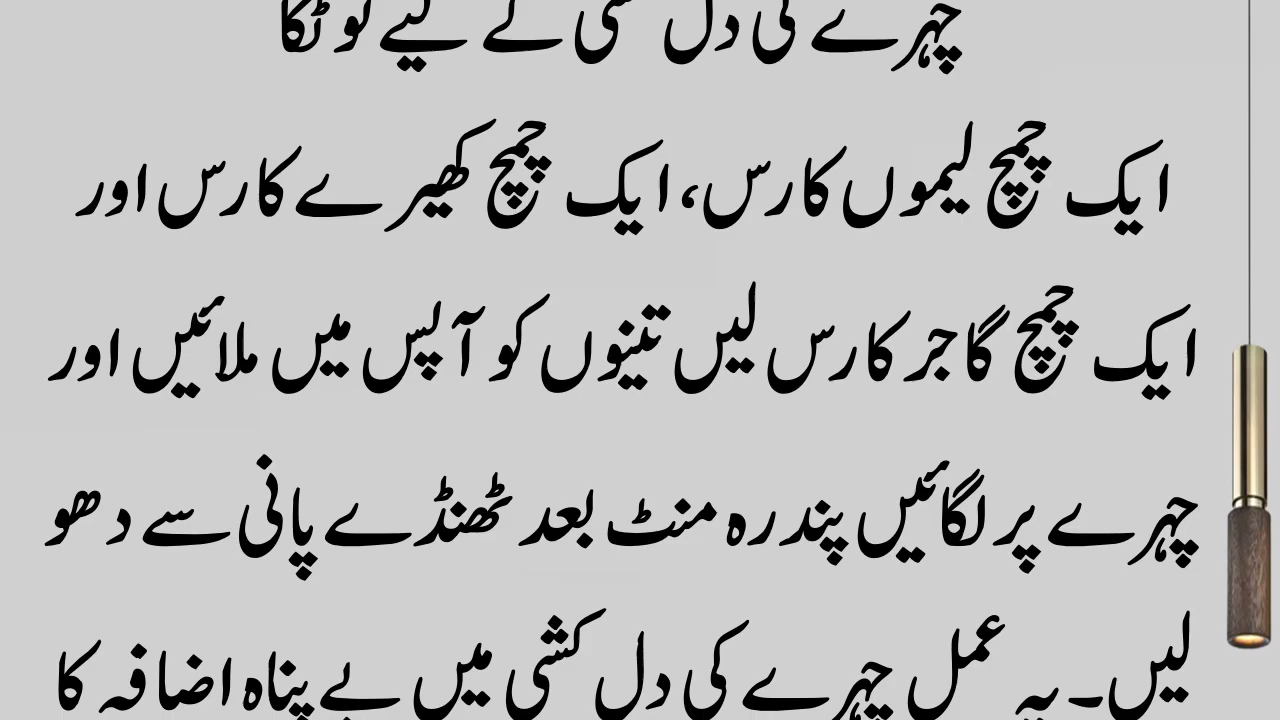 چہرے کی دل کشی کے لیے ٹوٹکا
ایک چمچ لیموں کا رس، ایک چمچ کھیرے کا رس اور
ایک چمچ گاجر کا رس لیں تینوں کو آپس میں ملائیں اور
چہرے پر لگائیں پندرہ منٹ بعد ٹھنڈے پانی سے دھو
لیں۔ یہ عمل چہرے کی دل کشی میں بے پناہ اضافہ کا